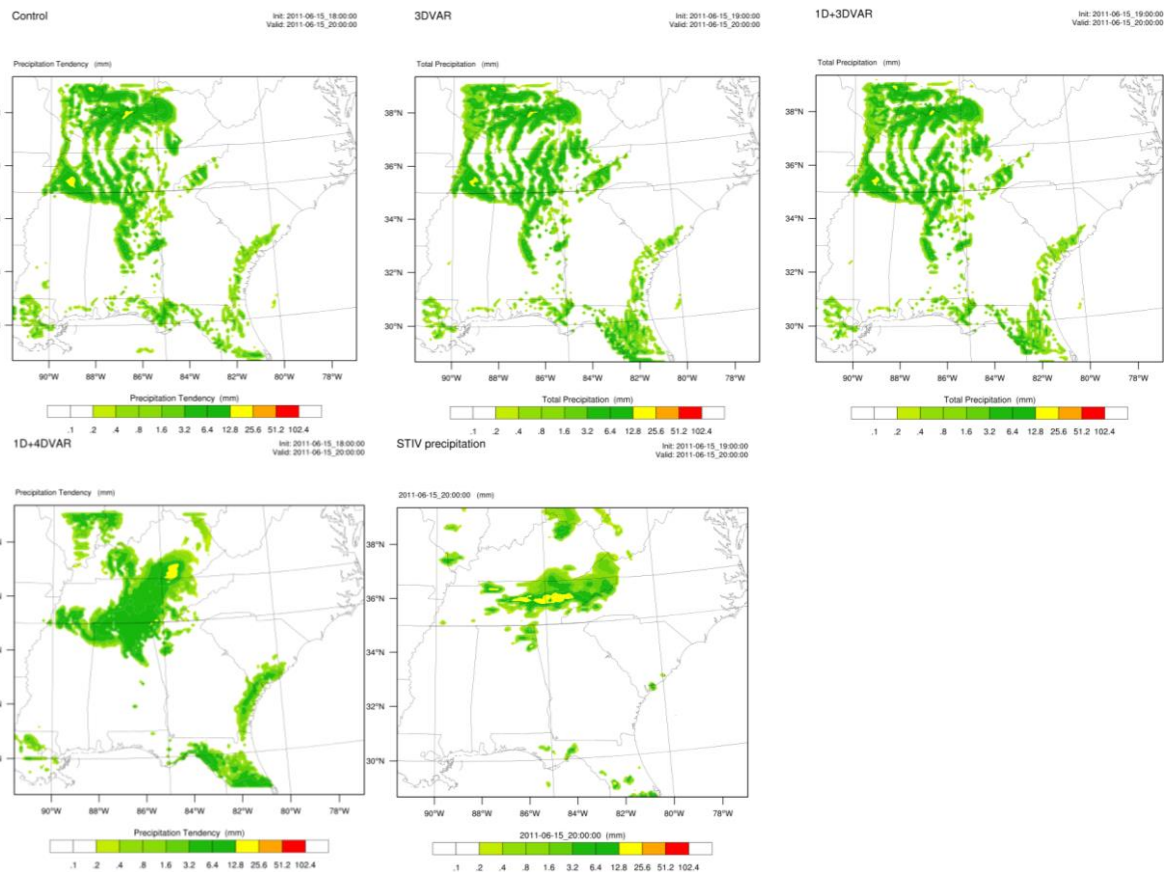 Control
Init: 2011-06-15_18:00:00
Valid: 2011-06-15_20:00:00
Precipitation Tendency (mm)
90°W 88°W 86°W 84°W 82°W 80°W 78°W
Precipitation Tendency (mm)
.1 .2 .4 .8 1.6 3.2 6.4 12.8 25.6 51.2 102.4
3DVAR
Init: 2011-06-15_19:00:00
Valid: 2011-06-15_20:00:00
Total Precipitation (mm)
38°N
36°N
34°N
32°N
30°N
90°W 88°W 86°W 84°W 82°W 80°W 78°W
Total Precipitation (mm)
.1 .2 .4 .8 1.6 3.2 6.4 12.8 25.6 51.2 102.4
1D+3DVAR
Init: 2011-06-15_19:00:00
Valid: 2011-06-15_20:00:00
Total Precipitation (mm)
38°N
36°N
34°N
32°N
30°N
90°W 88°W 86°W 84°W 82°W 80°W 78°W
Total Precipitation (mm)
.1 .2 .4 .8 1.6 3.2 6.4 12.8 25.6 51.2 102.4
1D+4DVAR
Init: 2011-06-15_18:00:00
Valid: 2011-06-15_20:00:00
Precipitation Tendency (mm)
90°W 88°W 86°W 84°W 82°W 80°W 78°W
Precipitation Tendency (mm)
.1 .2 .4 .8 1.6 3.2 6.4 12.8 25.6 51.2 102.4
STIV precipitation
Init: 2011-06-15_19:00:00
Valid: 2011-06-15_20:00:00
2011-06-15_20:00:00 (mm)
38°N
36°N
34°N
32°N
30°N
90°W 88°W 86°W 84°W 82°W 80°W 78°W
2011-06-15_20:00:00 (mm)
.1 .2 .4 .8 1.6 3.2 6.4 12.8 25.6 51.2 102.4